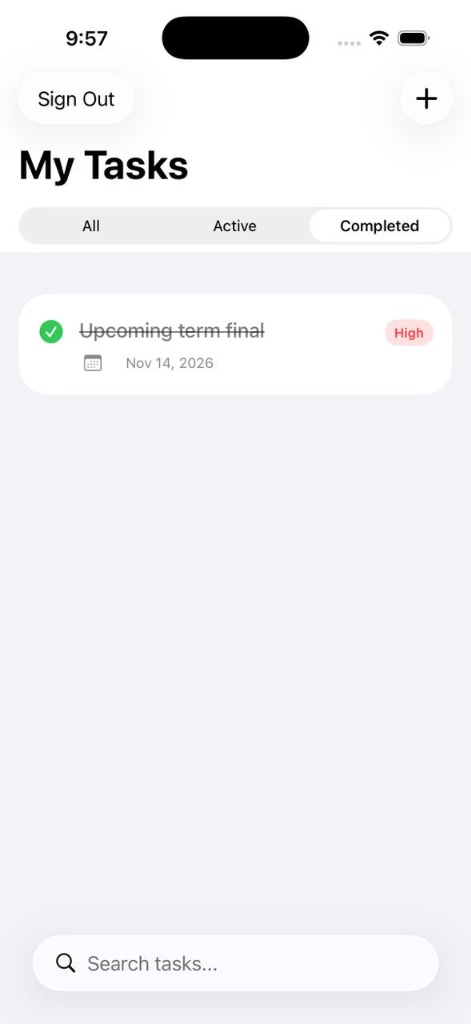 9:57
Sign Out
+
My Tasks
All Active Completed
Upcoming term final High
Nov 14, 2026
Search tasks...